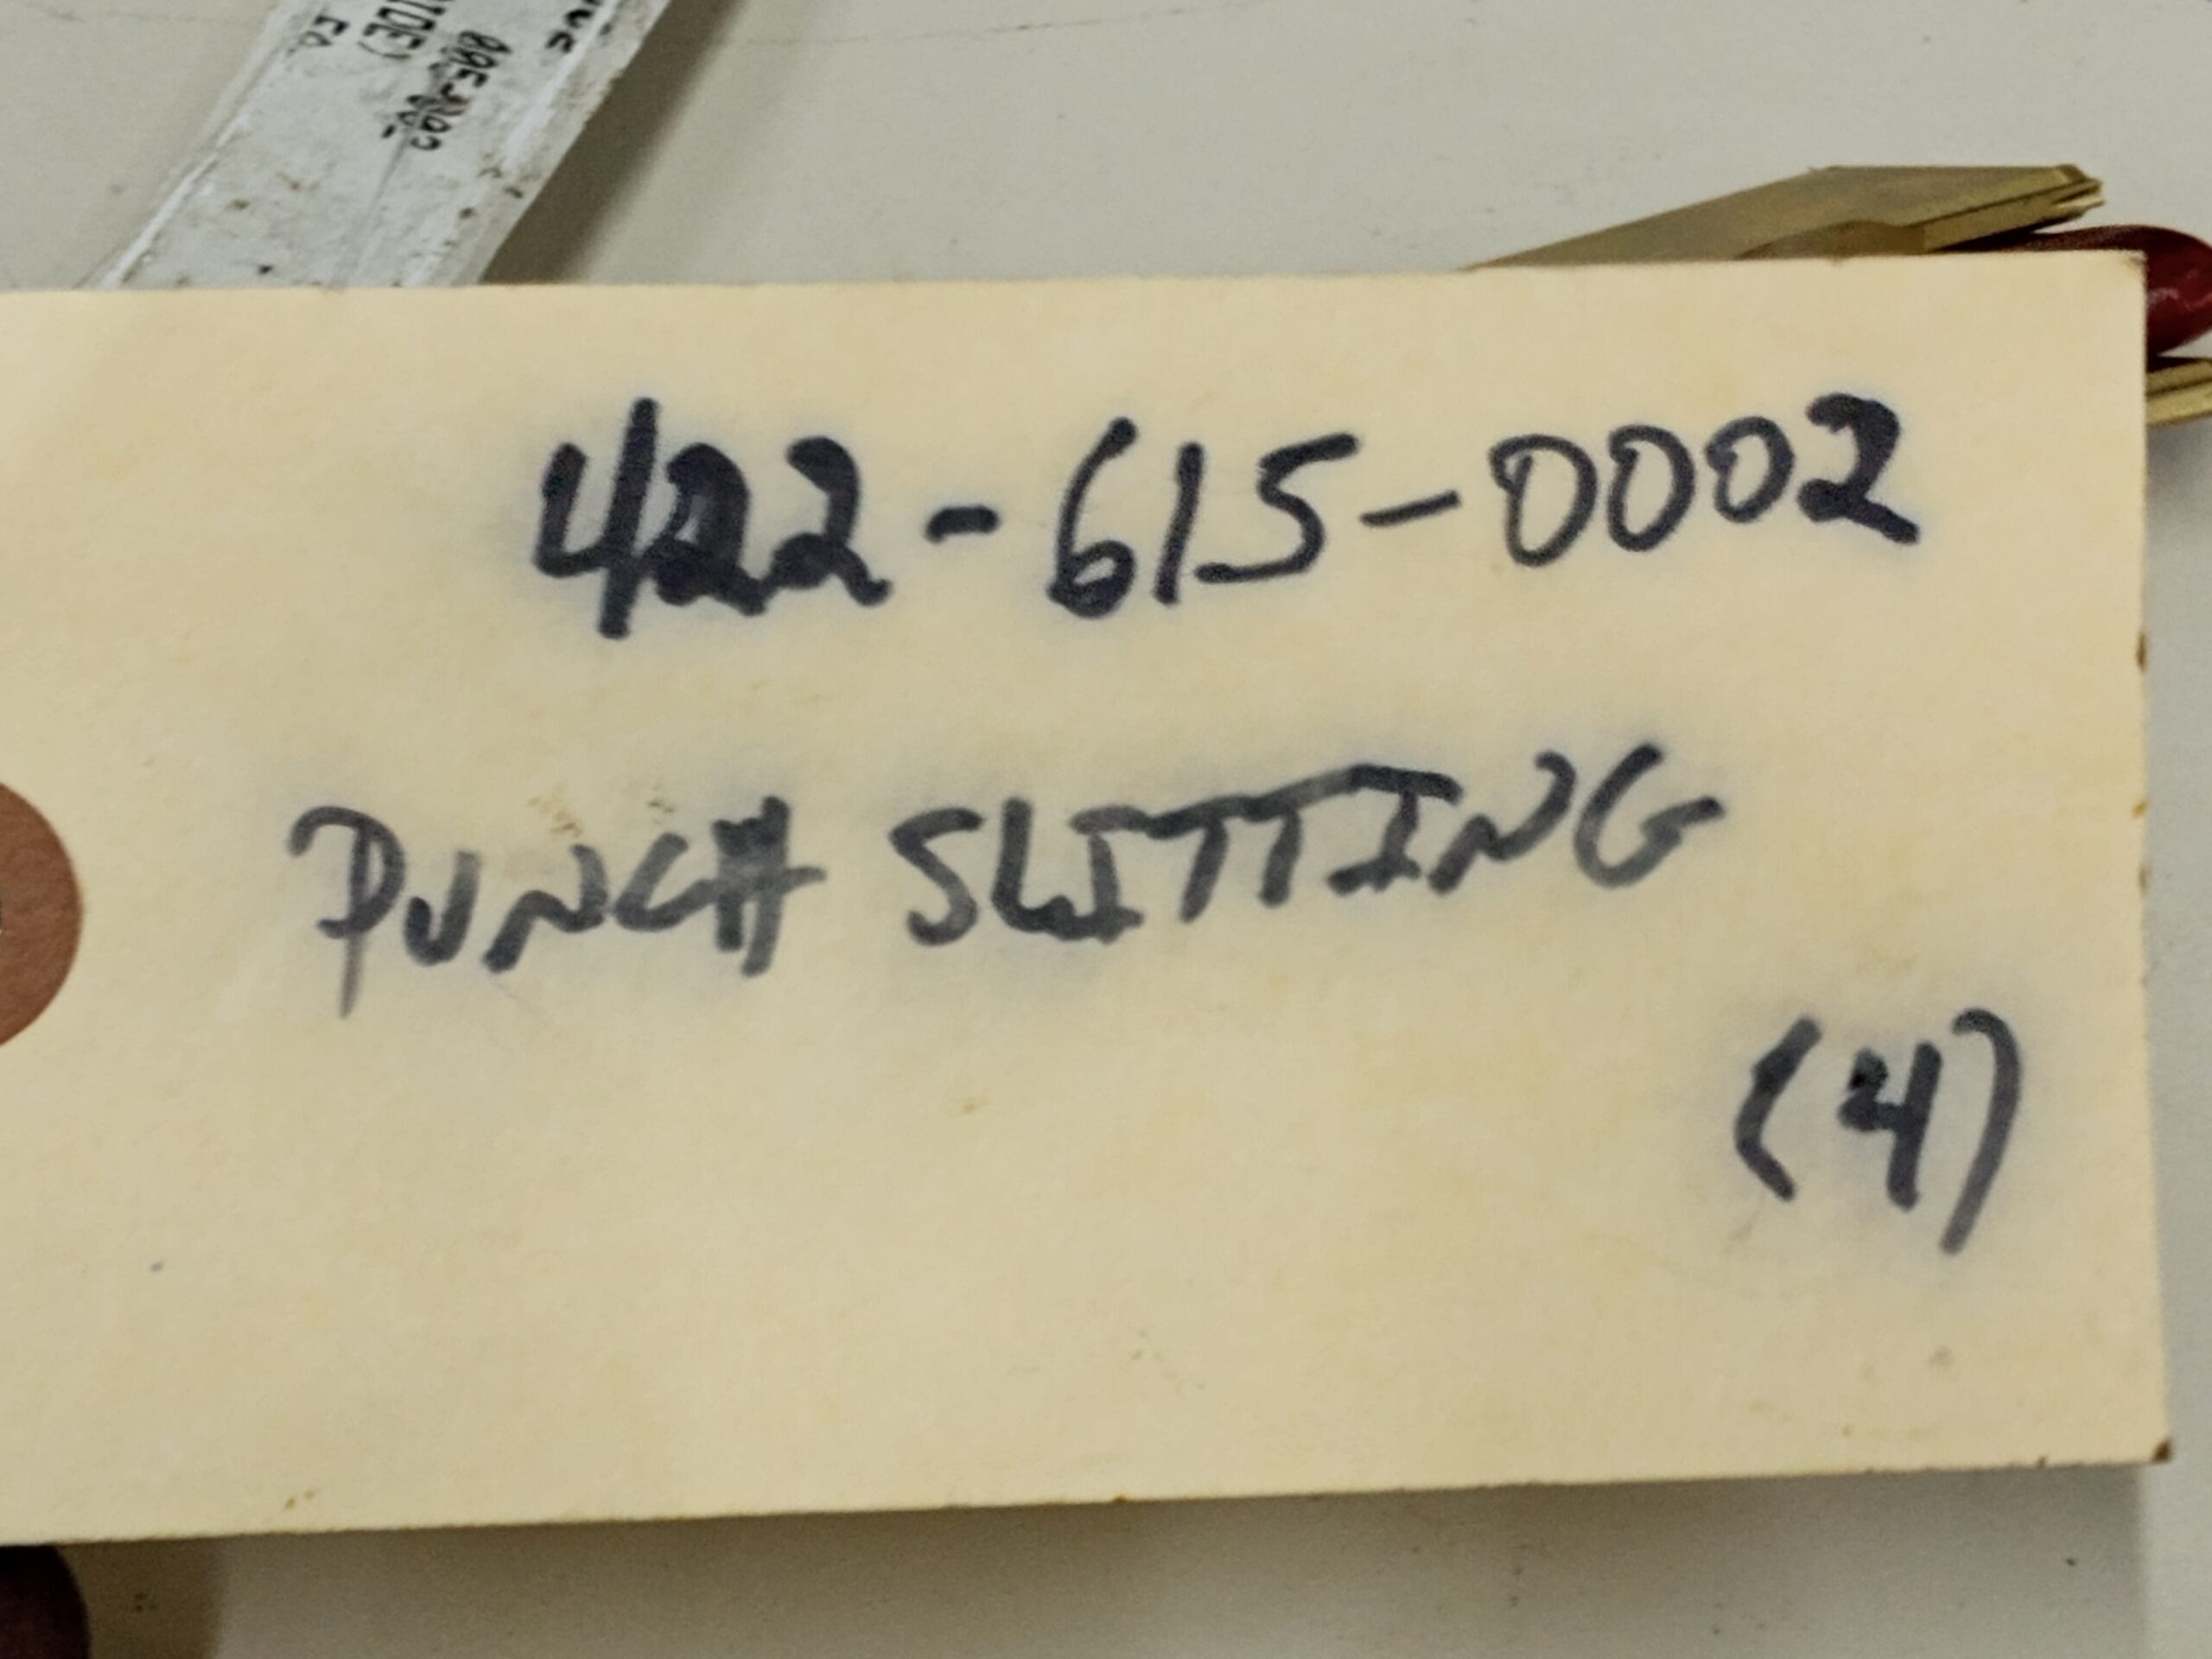 422-615-0002
PUNCH SLITTING
(4)